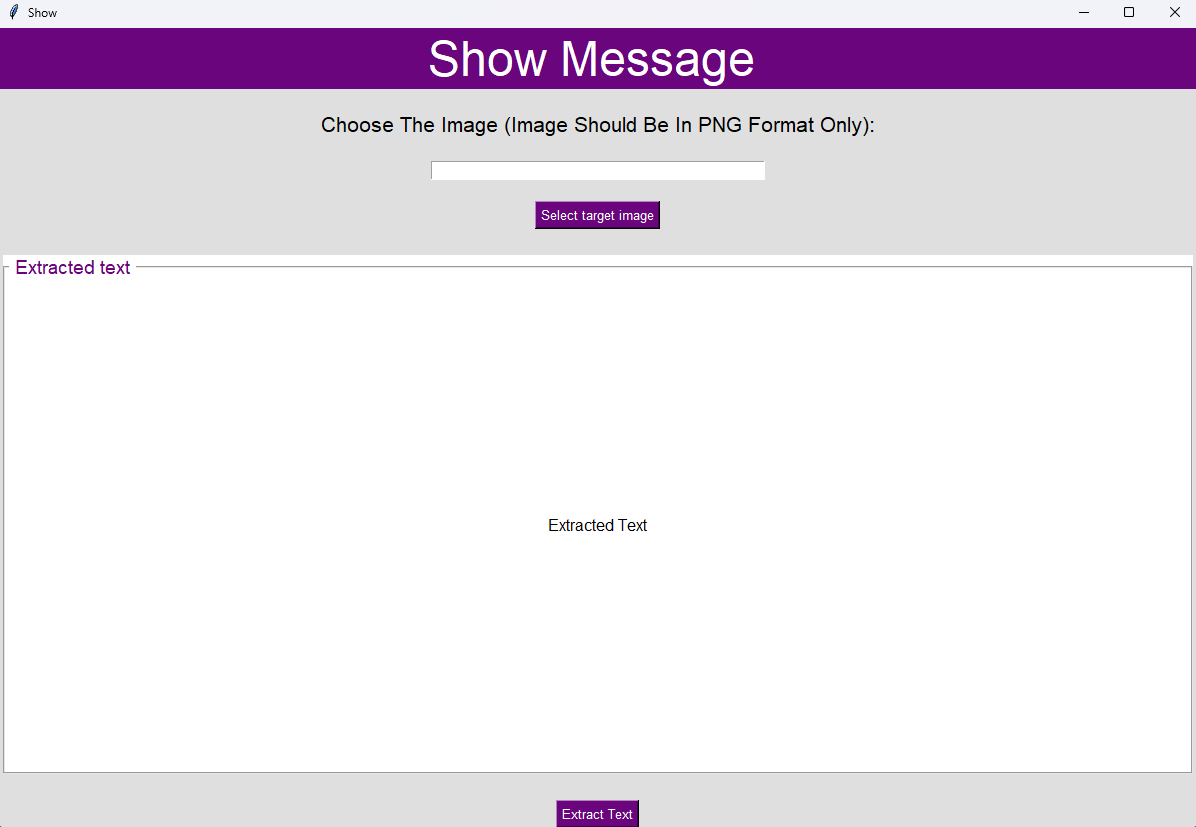 Show
Show Message
Choose The Image (Image Should Be In PNG Format Only):
Select target image
Extracted text
Extracted Text
Extract Text